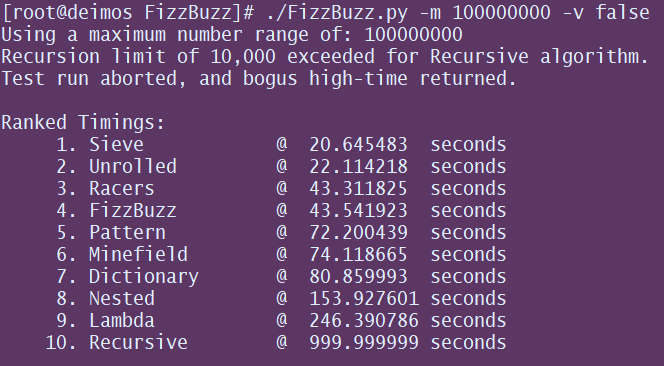 [root@deimos FizzBuzz]# ./FizzBuzz.py -m 100000000 -v false
Using a maximum number range of: 100000000
Recursion limit of 10,000 exceeded for Recursive algorithm.
Test run aborted, and bogus high-time returned.
Ranked Timings:
1. Sieve @ 20.645483 seconds
2. Unrolled @ 22.114218 seconds
3. Racers @ 43.311825 seconds
4. FizzBuzz @ 43.541923 seconds
5. Pattern @ 72.200439 seconds
6. Minefield @ 74.118665 seconds
7. Dictionary @ 80.859993 seconds
8. Nested @ 153.927601 seconds
9. Lambda @ 246.390786 seconds
10. Recursive @ 999.999999 seconds